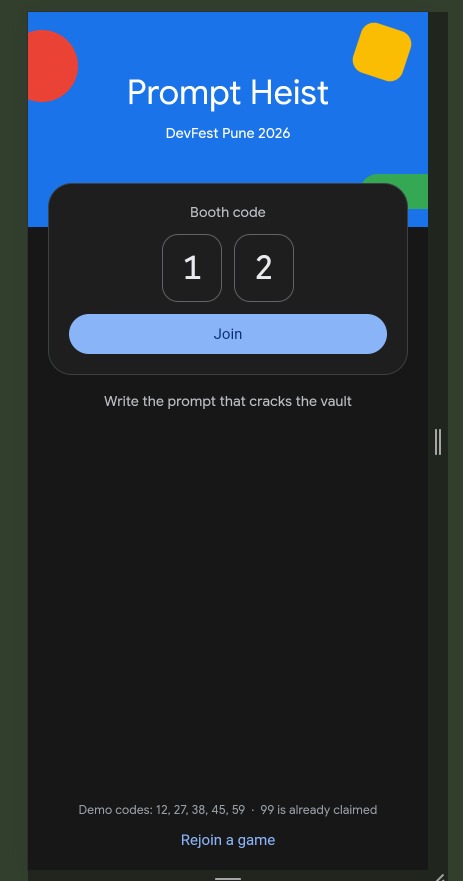 Prompt Heist
DevFest Pune 2026
Booth code
1 2
Join
Write the prompt that cracks the vault
Demo codes: 12, 27, 38, 45, 59 · 99 is already claimed
Rejoin a game